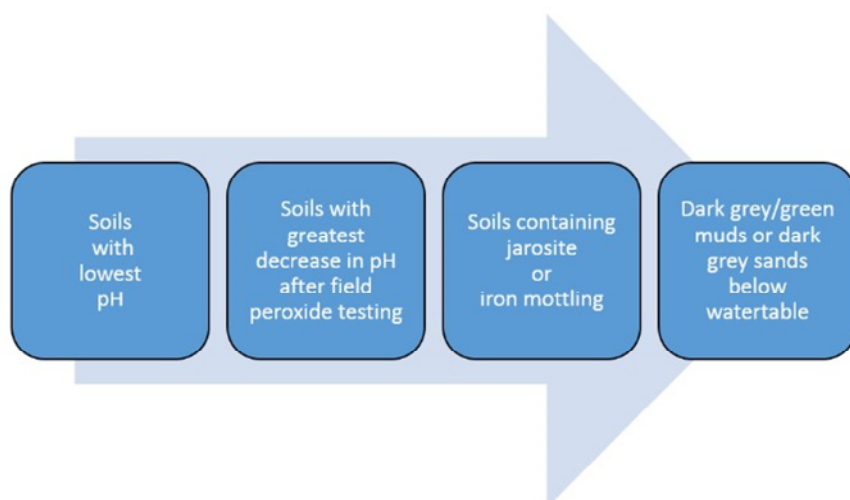 Soils
with
lowest
pH
Soils with
greatest
decrease in pH
after field
peroxide testing
Soils containing
jarosite
or
iron mottling
Dark grey/green
muds or dark
grey sands
below
watertable